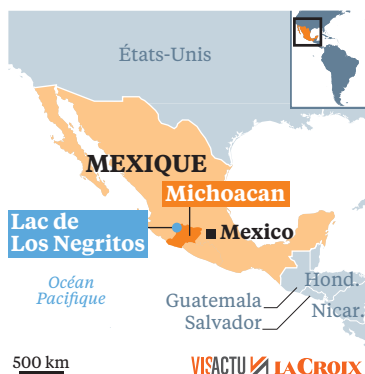 États-Unis
MEXIQUE
Michoacan
Lac de
Los Negritos
Mexico
Océan
Pacifique
Hond.
Guatemala
Salvador
Nicar.
500 km
VISACTU LA CROIX